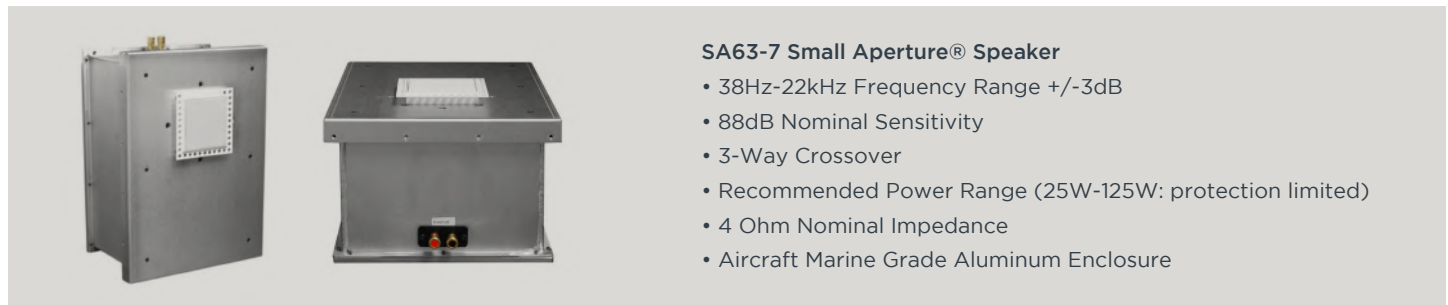 SA63-7 Small Aperture® Speaker
• 38Hz-22kHz Frequency Range +/-3dB
• 88dB Nominal Sensitivity
• 3-Way Crossover
• Recommended Power Range (25W-125W: protection limited)
• 4 Ohm Nominal Impedance
• Aircraft Marine Grade Aluminum Enclosure